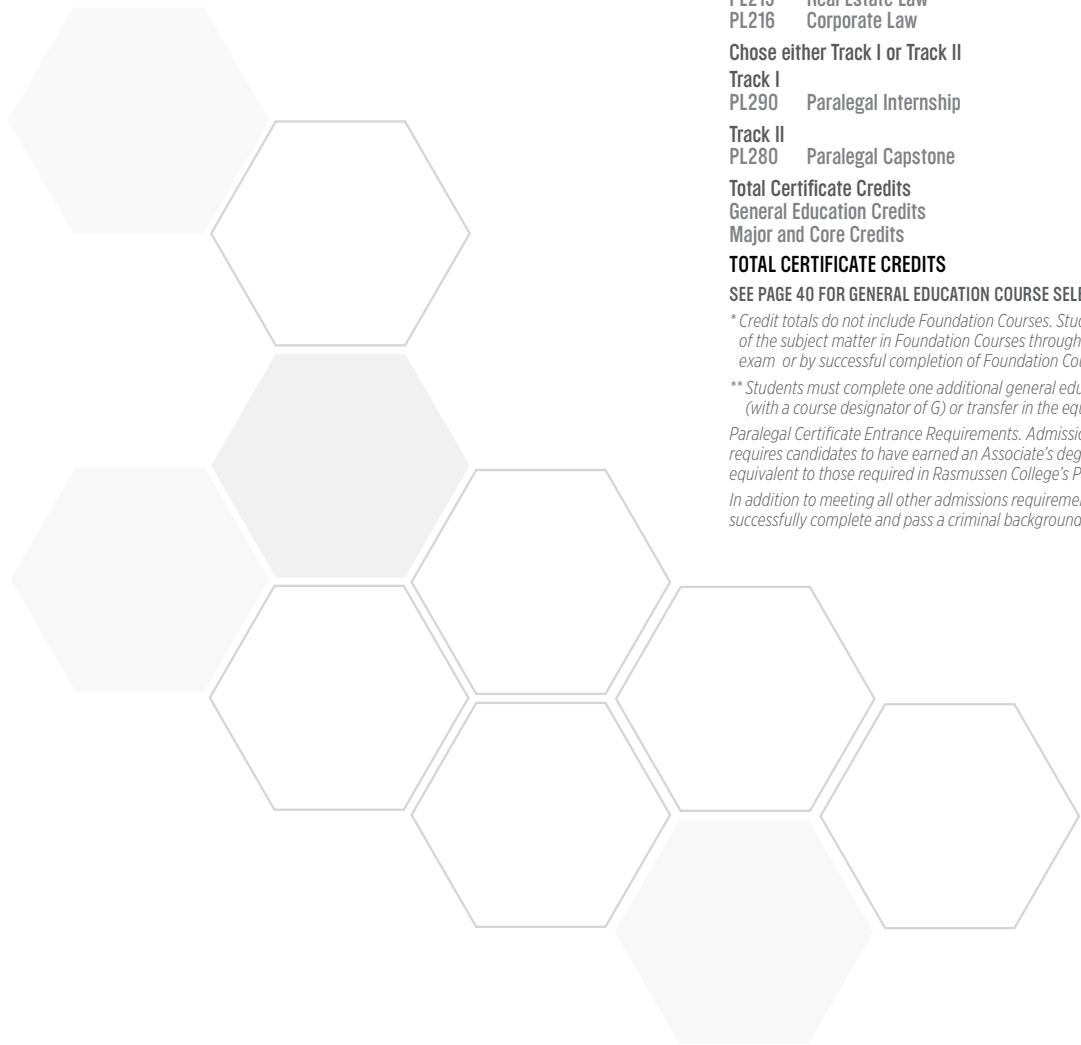 PL215 Real Estate Law
PL216 Corporate Law
Chose either Track I or Track II
Track I
PL290 Paralegal Internship
Track II
PL280 Paralegal Capstone
Total Certificate Credits
General Education Credits
Major and Core Credits
TOTAL CERTIFICATE CREDITS
SEE PAGE 40 FOR GENERAL EDUCATION COURSE
* Credit totals do not include Foundation Courses.
of the subject matter in Foundation Courses through
exam or by successful completion of Foundation
** Students must complete one additional general
(with a course designator of G) or transfer in the
Paralegal Certificate Entrance Requirements.
requires candidates to have earned an Associate's
equivalent to those required in Rasmussen College's
In addition to meeting all other admissions
successfully complete and pass a criminal background